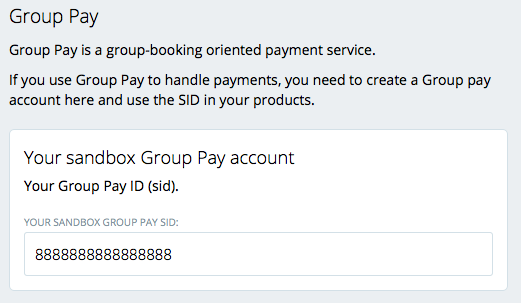 Group Pay
Group Pay is a group-booking oriented payment service.
If you use Group Pay to handle payments, you need to create a Group pay
account here and use the SID in your products.
Your sandbox Group Pay account
Your Group Pay ID (sid).
YOUR SANDBOX GROUP PAY SID:
8888888888888888